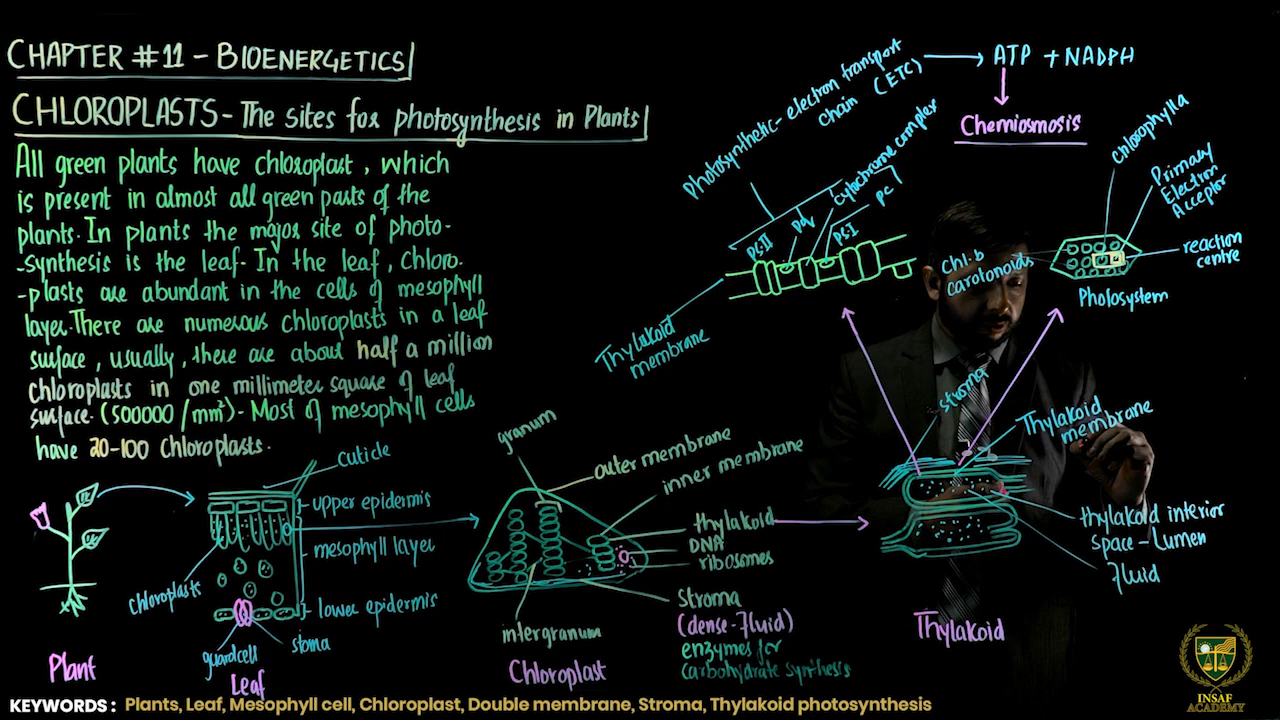 CHAPTER #11 - BIOENERGETICS
CHLOROPLASTS - The sites for photosynthesis in Plants
All green plants have chloroplast, which
is present in almost all green parts of the
plants. In plants the major site of photo-
-synthesis is the leaf. In the leaf, Chloro-
-plasts are abundant in the cells of mesophyll
layer. There are numerous chloroplasts in a leaf
surface, usually, there are about half a million
chloroplasts in one millimeter square of leaf
surface. (500000/mm²). Most of mesophyll cells
have 20-100 Chloroplasts.
Photosynthetic-electron transport
chain (ETC)
ATP + NADPH
Chemiosmosis
PS.II
Pq
cytochrome complex
PS.I
PC
Thylakoid
membrane
chlorophyll a
Primary
Electron
Acceptor
reaction
centre
Chl.b
carotonoids
Photosystem
Plant
cuticle
upper epidermis
mesophyll layer
lower epidermis
chloroplasts
guard cell
stoma
Leaf
granum
outer membrane
inner membrane
thylakoid
DNA
ribosomes
Stroma
(dense-fluid)
enzymes for
carbohydrate synthesis
intergranum
Chloroplast
stroma
Thylakoid
membrane
thylakoid interior
space - Lumen
fluid
Thylakoid
KEYWORDS : Plants, Leaf, Mesophyll cell, Chloroplast, Double membrane, Stroma, Thylakoid photosynthesis
INSAF
ACADEMY